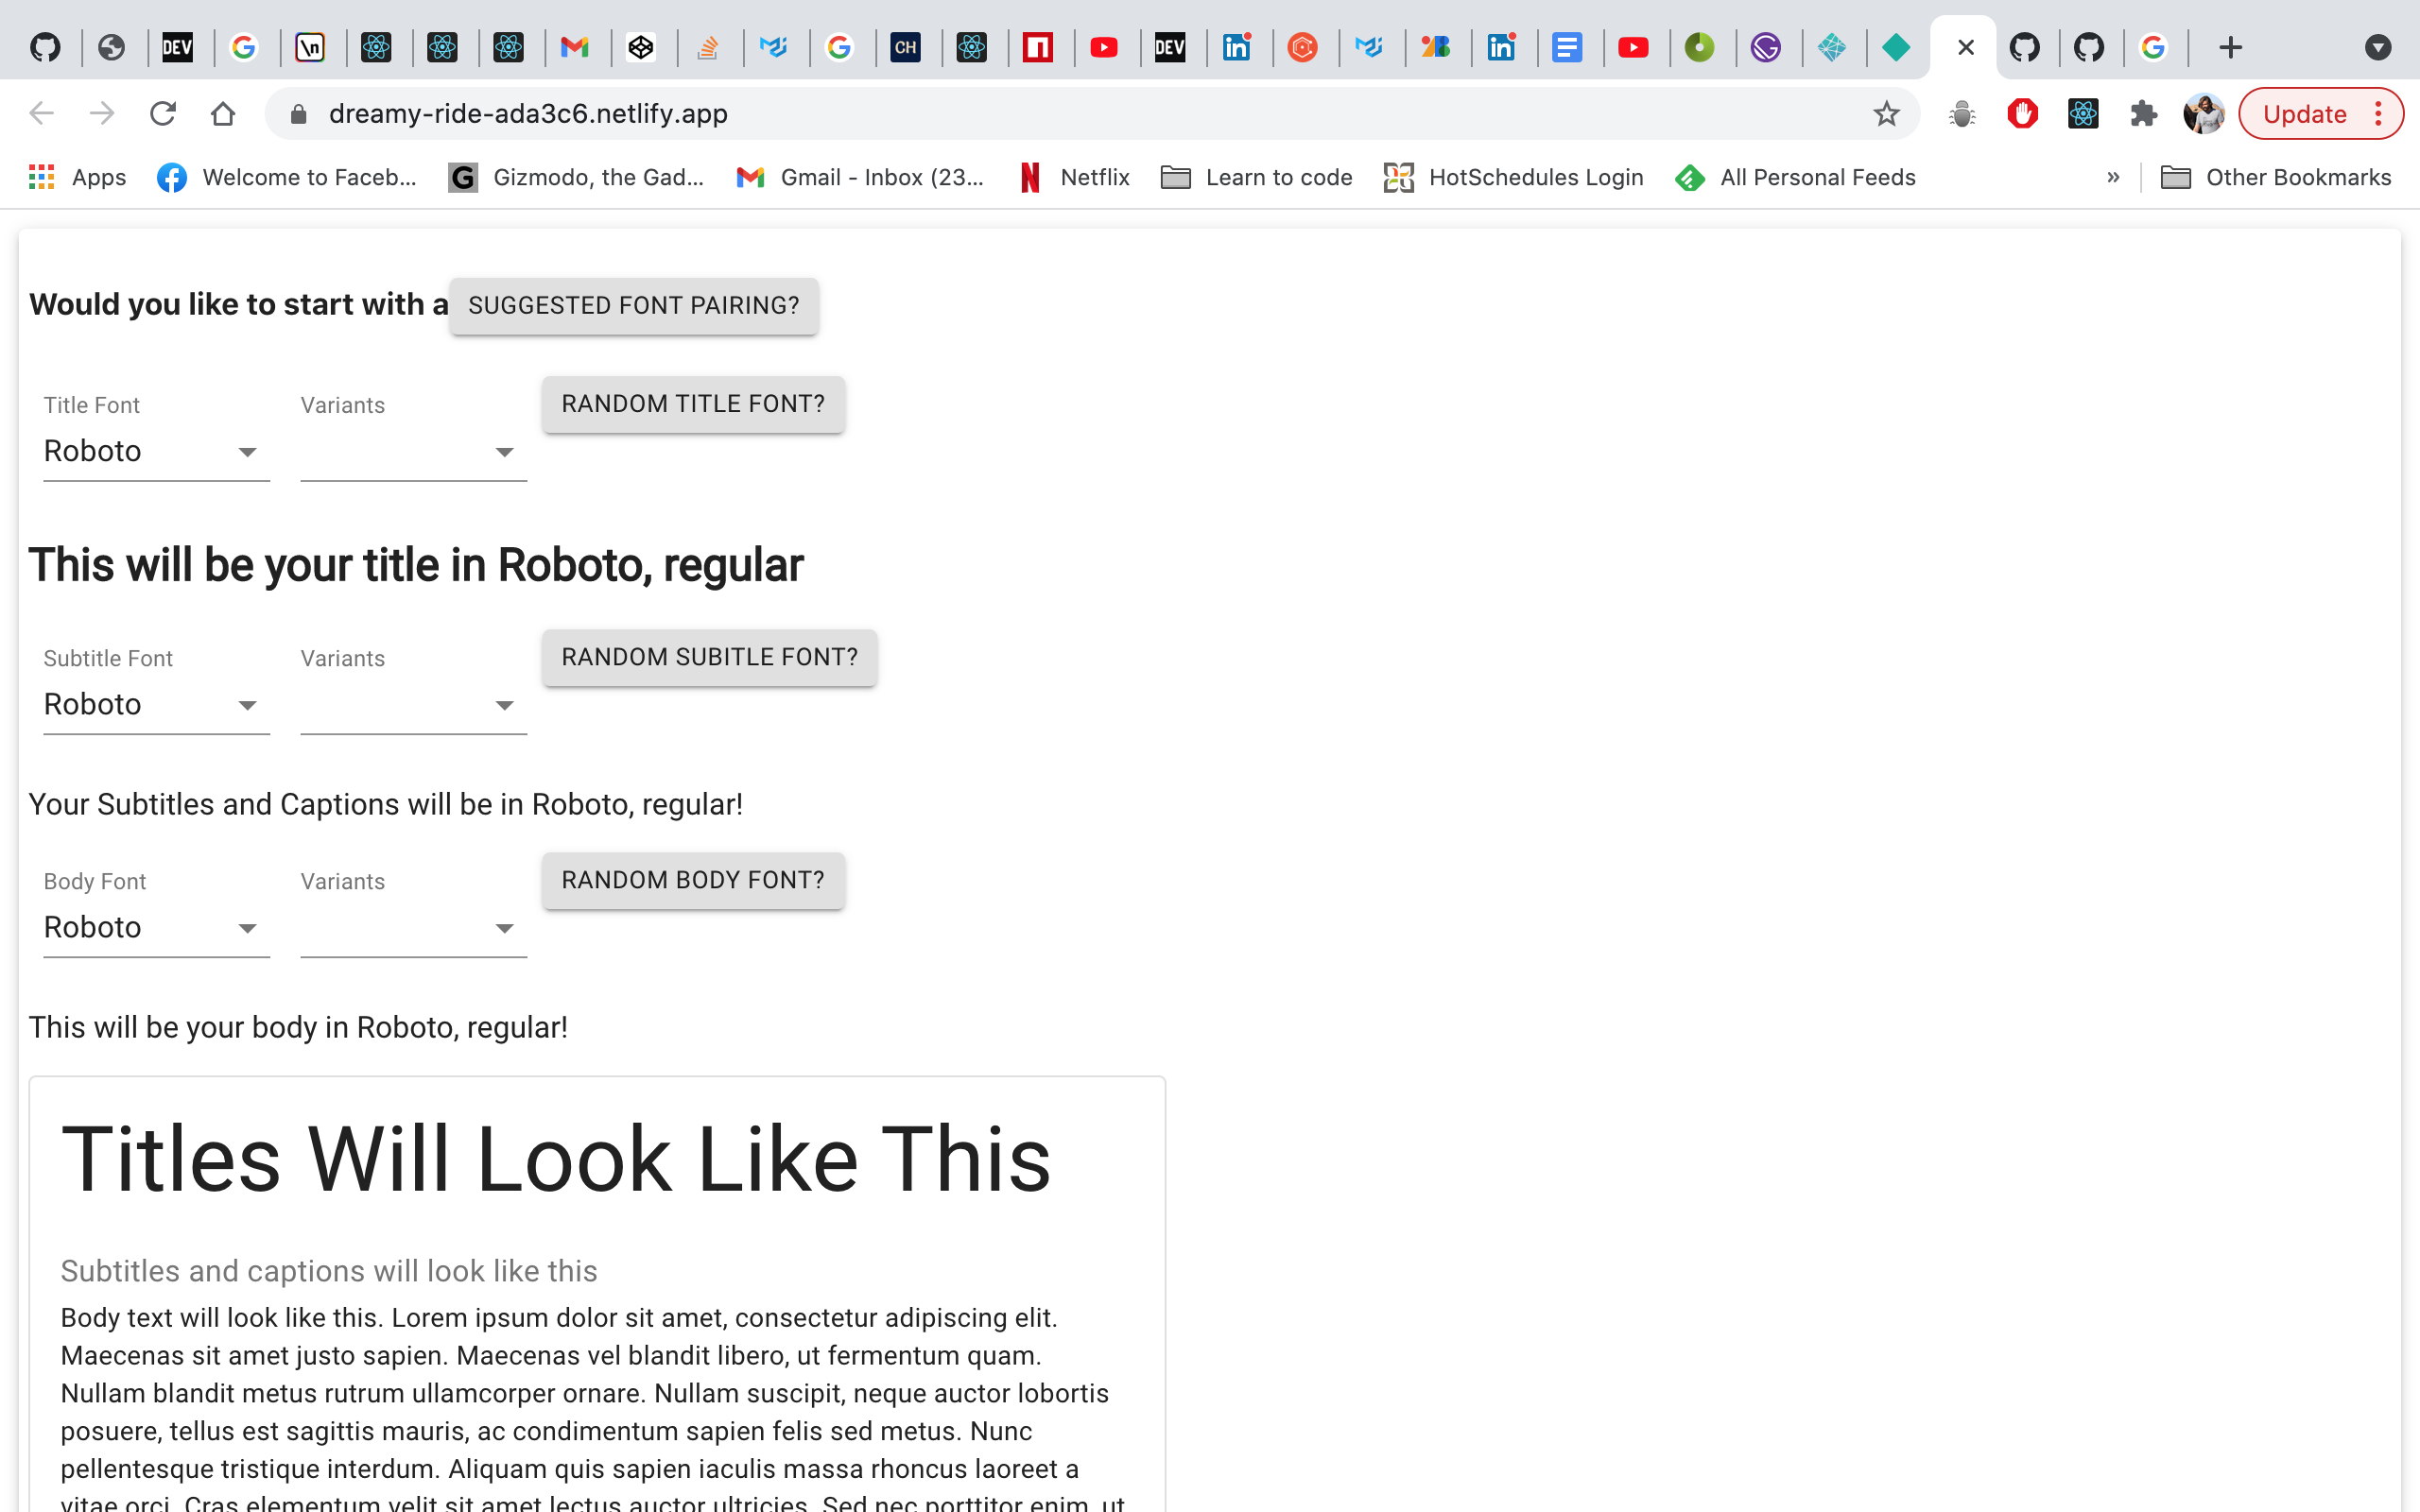 DEV \n CH DEV in in
dreamy-ride-ada3c6.netlify.app Update
Apps Welcome to Faceb... G Gizmodo, the Gad... Gmail - Inbox (23... Netflix Learn to code HotSchedules Login All Personal Feeds » Other Bookmarks
Would you like to start with a SUGGESTED FONT PAIRING?
Title Font Variants RANDOM TITLE FONT?
Roboto
This will be your title in Roboto, regular
Subtitle Font Variants RANDOM SUBITLE FONT?
Roboto
Your Subtitles and Captions will be in Roboto, regular!
Body Font Variants RANDOM BODY FONT?
Roboto
This will be your body in Roboto, regular!
Titles Will Look Like This
Subtitles and captions will look like this
Body text will look like this. Lorem ipsum dolor sit amet, consectetur adipiscing elit.
Maecenas sit amet justo sapien. Maecenas vel blandit libero, ut fermentum quam.
Nullam blandit metus rutrum ullamcorper ornare. Nullam suscipit, neque auctor lobortis
posuere, tellus est sagittis mauris, ac condimentum sapien felis sed metus. Nunc
pellentesque tristique interdum. Aliquam quis sapien iaculis massa rhoncus laoreet a
vitae orci. Cras elementum velit sit amet lectus auctor ultricies. Sed nec porttitor enim, ut